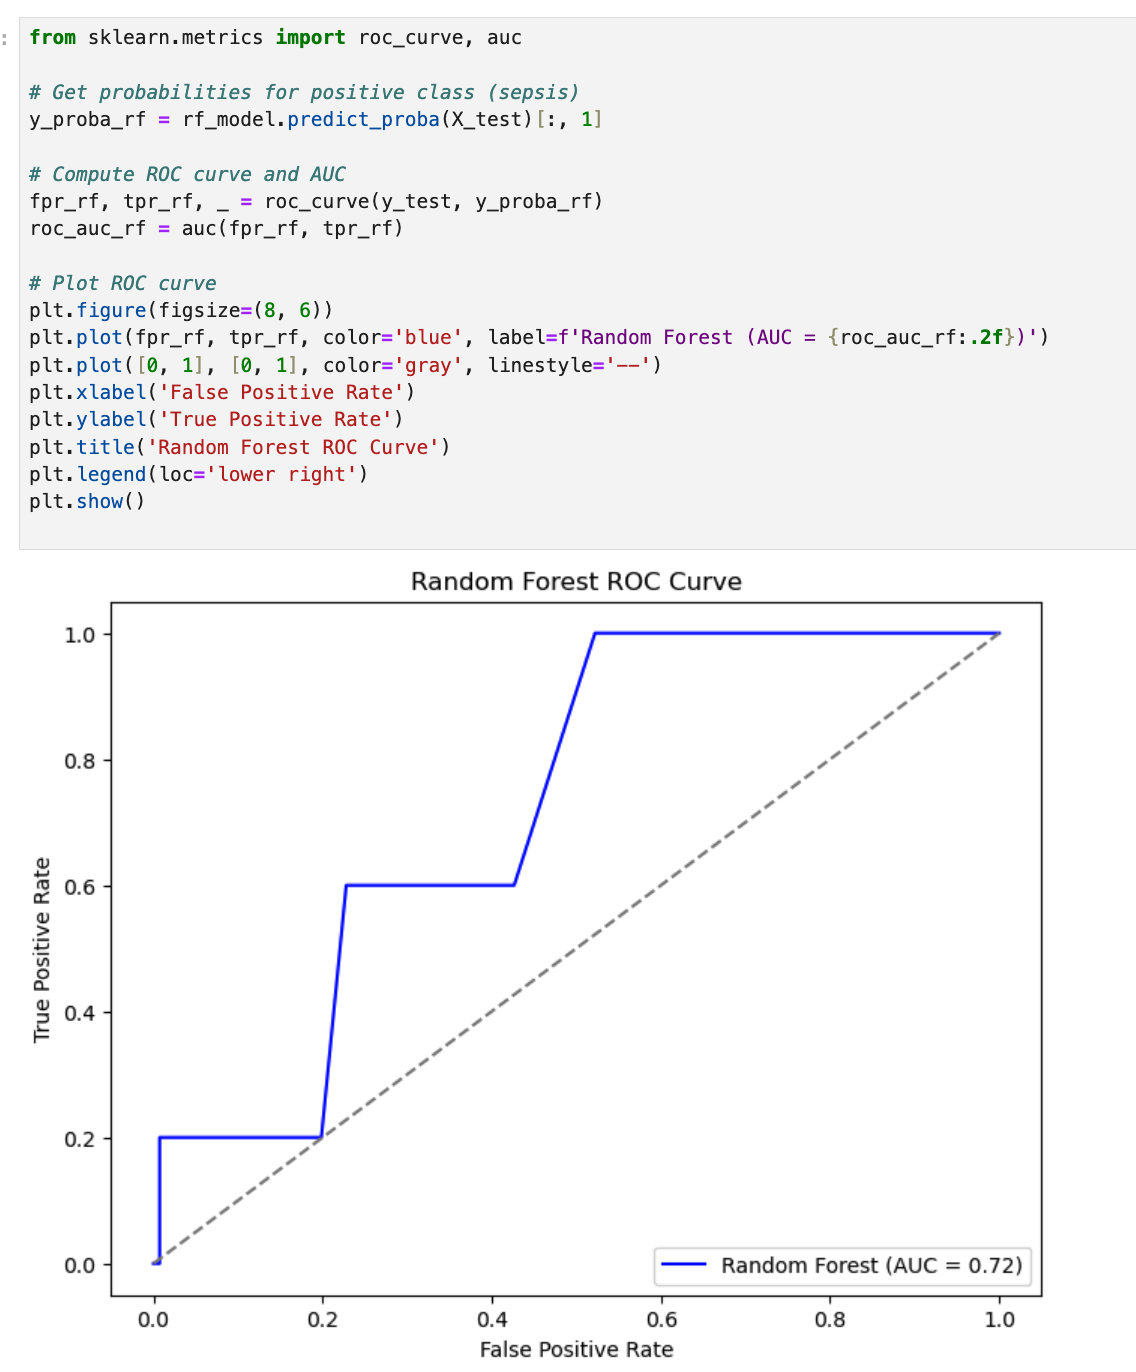 :
from sklearn.metrics import roc_curve, auc
# Get probabilities for positive class (sepsis)
y_proba_rf = rf_model.predict_proba(X_test)[:, 1]
# Compute ROC curve and AUC
fpr_rf, tpr_rf, _ = roc_curve(y_test, y_proba_rf)
roc_auc_rf = auc(fpr_rf, tpr_rf)
# Plot ROC curve
plt.figure(figsize=(8, 6))
plt.plot(fpr_rf, tpr_rf, color='blue', label=f'Random Forest (AUC = {roc_auc_rf:.2f})')
plt.plot([0, 1], [0, 1], color='gray', linestyle='--')
plt.xlabel('False Positive Rate')
plt.ylabel('True Positive Rate')
plt.title('Random Forest ROC Curve')
plt.legend(loc='lower right')
plt.show()
Random Forest ROC Curve
1.0
0.8
0.6
0.4
0.2
0.0
True Positive Rate
Random Forest (AUC = 0.72)
0.0 0.2 0.4 0.6 0.8 1.0
False Positive Rate